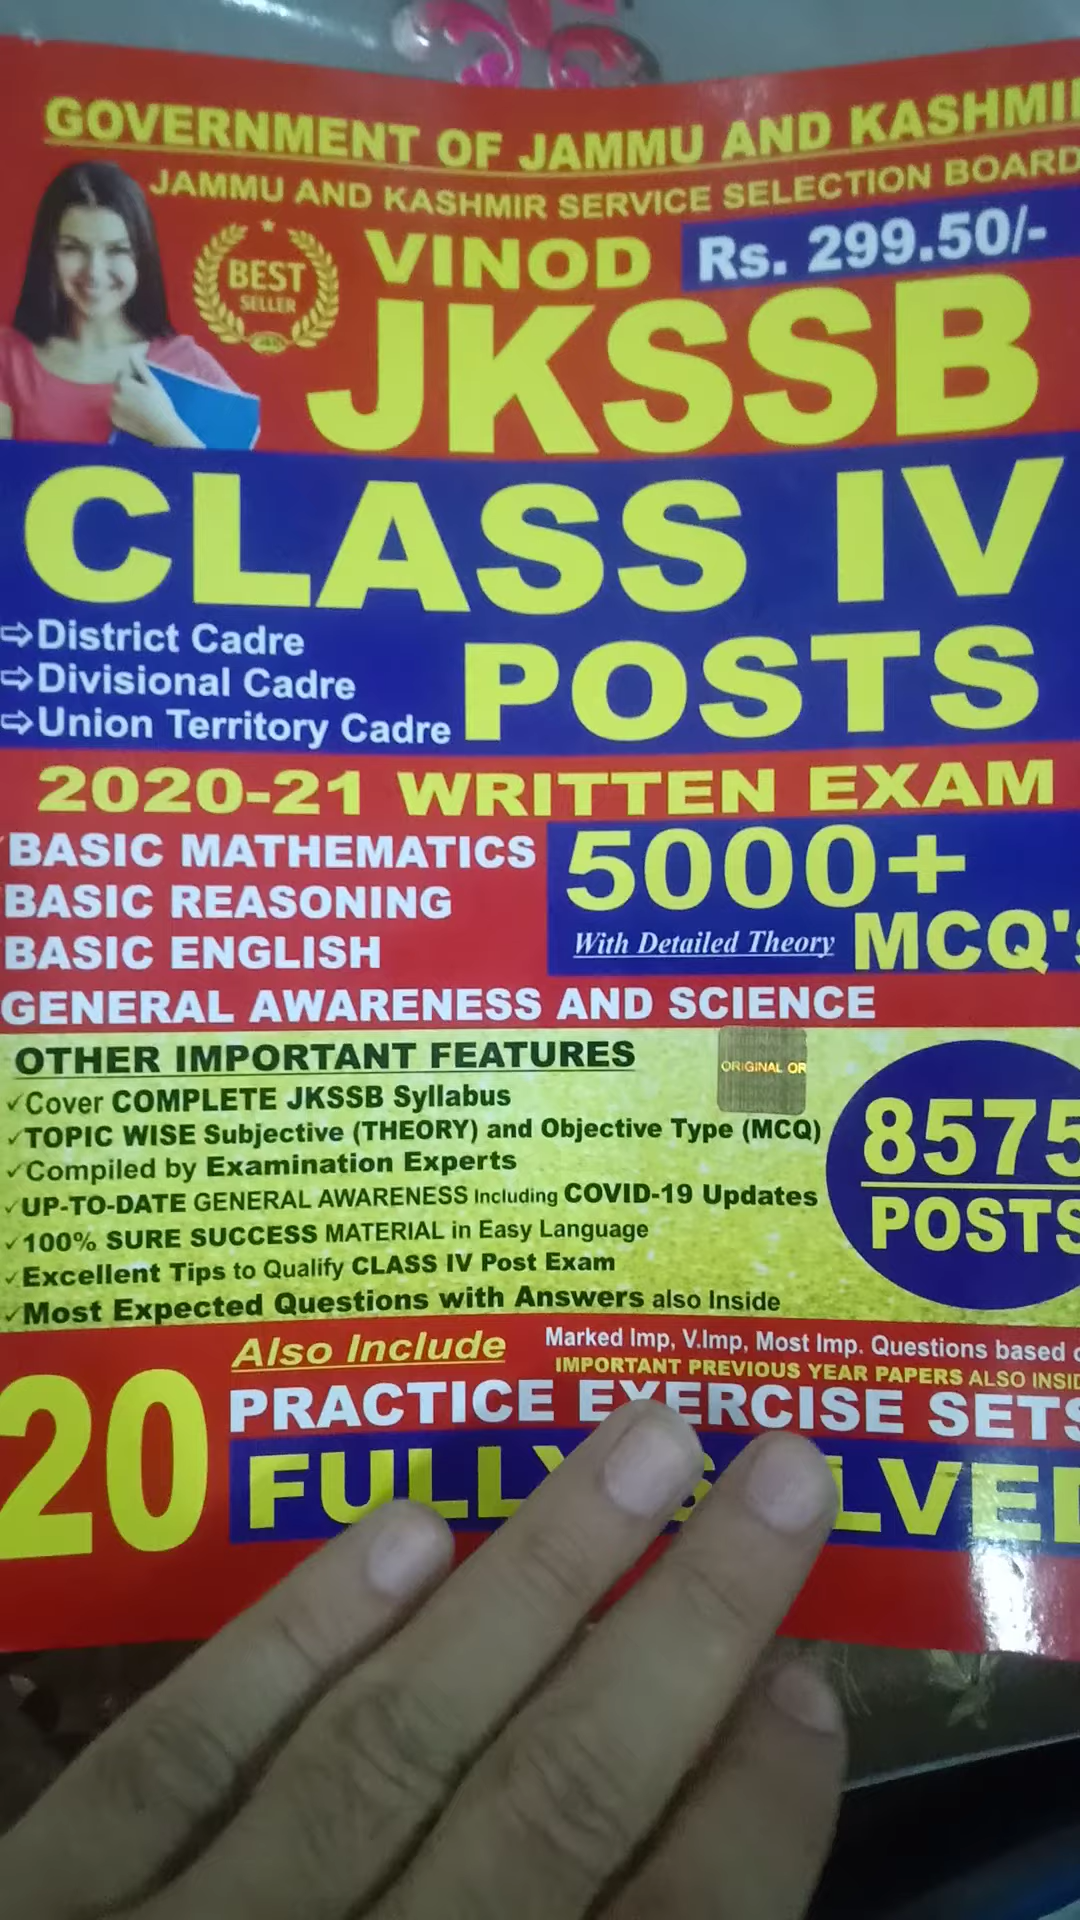 GOVERNMENT OF JAMMU AND KASHMI
JAMMU AND KASHMIR SERVICE SELECTION BOARD
BEST
SELLER
VINOD
Rs. 299.50/-
JKSSB
CLASS IV
⇨District Cadre
⇨Divisional Cadre
⇨Union Territory Cadre
POSTS
2020-21 WRITTEN EXAM
BASIC MATHEMATICS
BASIC REASONING
BASIC ENGLISH
GENERAL AWARENESS AND SCIENCE
5000+
With Detailed Theory MCQ's
OTHER IMPORTANT FEATURES
ORIGINAL OR
✓Cover COMPLETE JKSSB Syllabus
✓TOPIC WISE Subjective (THEORY) and Objective Type (MCQ)
✓Compiled by Examination Experts
✓UP-TO-DATE GENERAL AWARENESS Including COVID-19 Updates
✓100% SURE SUCCESS MATERIAL in Easy Language
✓Excellent Tips to Qualify CLASS IV Post Exam
✓Most Expected Questions with Answers also Inside
8575
POSTS
Also Include
Marked Imp, V.Imp, Most Imp. Questions based
IMPORTANT PREVIOUS YEAR PAPERS ALSO INSID
20
PRACTICE EXERCISE SETS
FULLY SOLVE